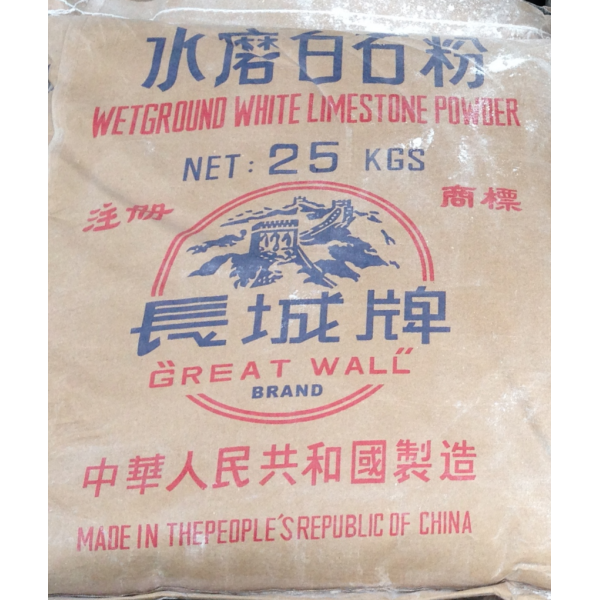 水磨白石粉
WETGROUND WHITE LIMESTONE POWDER
NET: 25 KGS
注册 商標
長城牌
"GREAT WALL"
BRAND
中華人民共和國製造
MADE IN THEPEOPLE'SREPUBLIC OF CHINA